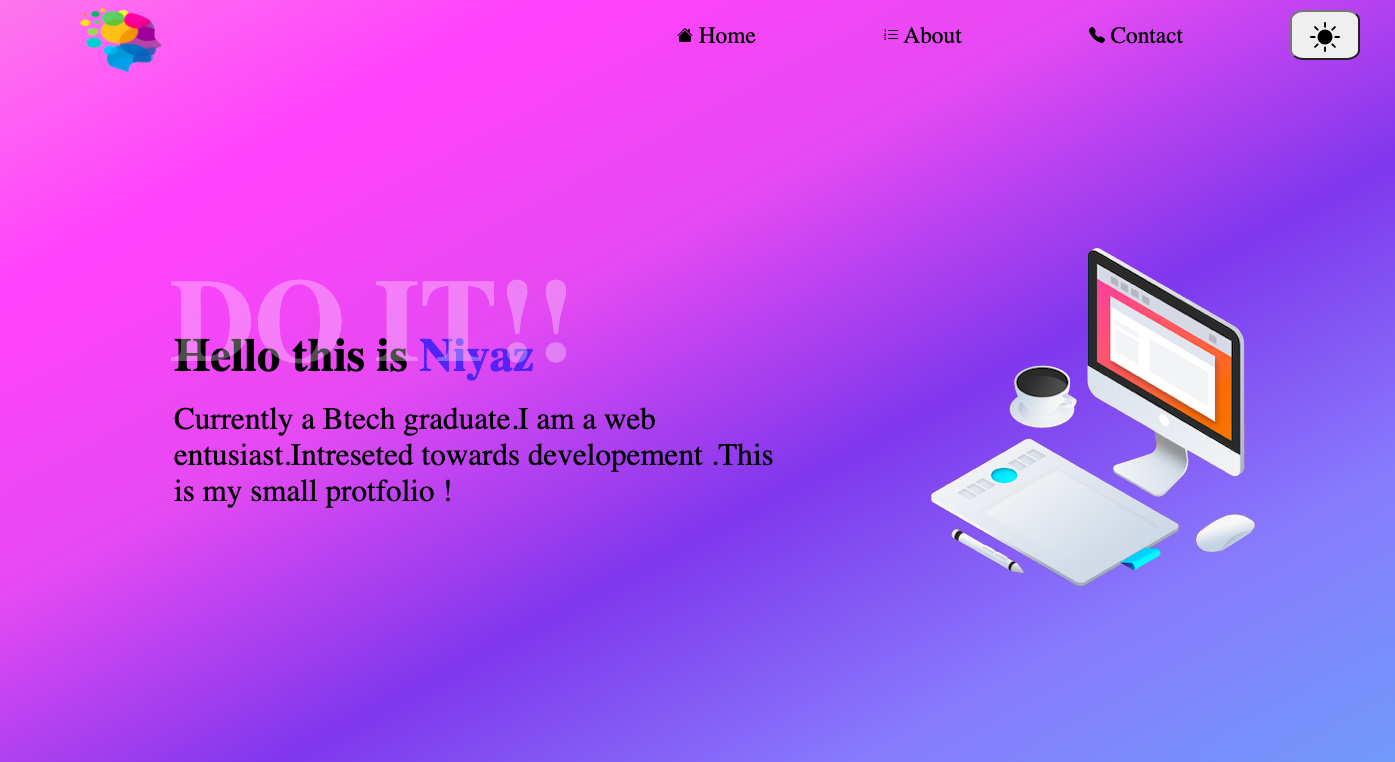 Home
About
Contact
DO IT!!
Hello this is Niyaz
Currently a Btech graduate.I am a web
entusiast.Intreseted towards developement .This
is my small protfolio !